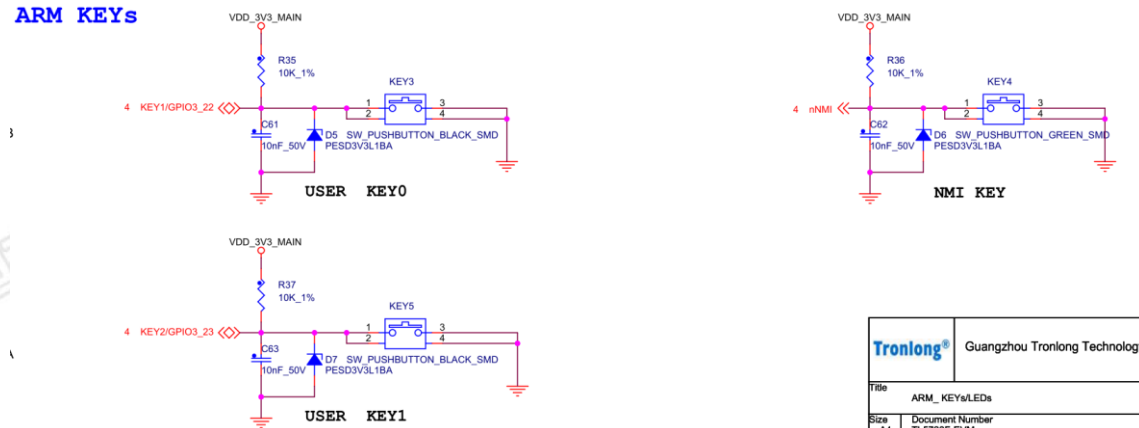 ARM KEYs
VDD_3V3_MAIN
R35
10K_1%
KEY3
4 KEY1/GPIO3_22
1 3
2 4
C61
10nF_50V
D5 SW_PUSHBUTTON_BLACK_SMD
PESD3V3L1BA
USER KEY0
VDD_3V3_MAIN
R36
10K_1%
KEY4
4 nNMI
1 3
2 4
C62
10nF_50V
D6 SW_PUSHBUTTON_GREEN_SMD
PESD3V3L1BA
NMI KEY
B
VDD_3V3_MAIN
R37
10K_1%
KEY5
4 KEY2/GPIO3_23
1 3
2 4
C63
10nF_50V
D7 SW_PUSHBUTTON_BLACK_SMD
PESD3V3L1BA
USER KEY1
Tronlong® Guangzhou Tronlong Technology
Title
ARM_ KEYs/LEDs
Size Document Number